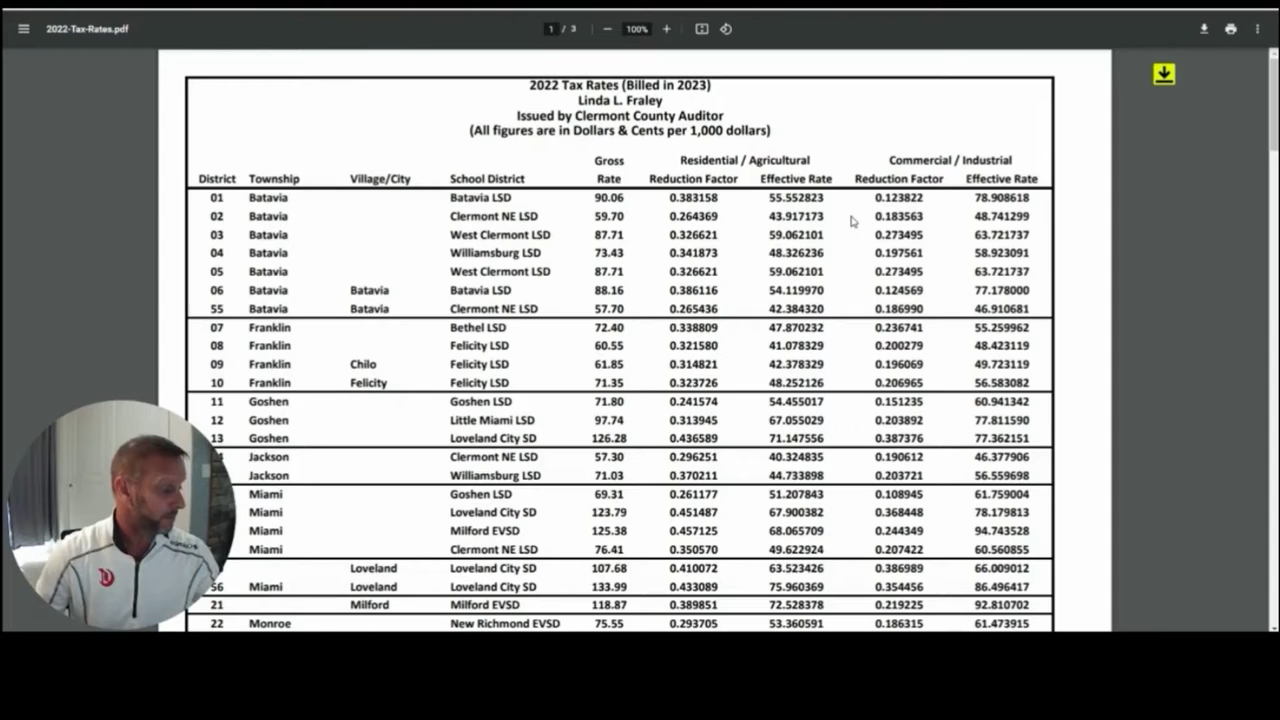 2022-Tax-Rates.pdf 1 / 3 100%
2022 Tax Rates (Billed in 2023)
Linda L. Fraley
Issued by Clermont County Auditor
(All figures are in Dollars & Cents per 1,000 dollars)
Gross Residential / Agricultural Commercial / Industrial
District Township Village/City School District Rate Reduction Factor Effective Rate Reduction Factor Effective Rate
01 Batavia Batavia LSD 90.06 0.383158 55.552823 0.123822 78.908618
02 Batavia Clermont NE LSD 59.70 0.264369 43.917173 0.183563 48.741299
03 Batavia West Clermont LSD 87.71 0.326621 59.062101 0.273495 63.721737
04 Batavia Williamsburg LSD 73.43 0.341873 48.326236 0.197561 58.923091
05 Batavia West Clermont LSD 87.71 0.326621 59.062101 0.273495 63.721737
06 Batavia Batavia Batavia LSD 88.16 0.386116 54.119970 0.124569 77.178000
55 Batavia Batavia Clermont NE LSD 57.70 0.265436 42.384320 0.186990 46.910681
07 Franklin Bethel LSD 72.40 0.338809 47.870232 0.236741 55.259962
08 Franklin Felicity LSD 60.55 0.321580 41.078329 0.200279 48.423119
09 Franklin Chilo Felicity LSD 61.85 0.314821 42.378329 0.196069 49.723119
10 Franklin Felicity Felicity LSD 71.35 0.323726 48.252126 0.206965 56.583082
11 Goshen Goshen LSD 71.80 0.241574 54.455017 0.151235 60.941342
12 Goshen Little Miami LSD 97.74 0.313945 67.055029 0.203892 77.811590
13 Goshen Loveland City SD 126.28 0.436589 71.147556 0.387376 77.362151
Jackson Clermont NE LSD 57.30 0.296251 40.324835 0.190612 46.377906
Jackson Williamsburg LSD 71.03 0.370211 44.733898 0.203721 56.559698
Miami Goshen LSD 69.31 0.261177 51.207843 0.108945 61.759004
Miami Loveland City SD 123.79 0.451487 67.900382 0.368448 78.179813
Miami Milford EVSD 125.38 0.457125 68.065709 0.244349 94.743528
Miami Clermont NE LSD 76.41 0.350570 49.622924 0.207422 60.560855
Loveland Loveland City SD 107.68 0.410072 63.523426 0.386989 66.009012
56 Miami Loveland Loveland City SD 133.99 0.433089 75.960369 0.354456 86.496417
21 Milford Milford EVSD 118.87 0.389851 72.528378 0.219225 92.810702
22 Monroe New Richmond EVSD 75.55 0.293705 53.360591 0.186315 61.473915